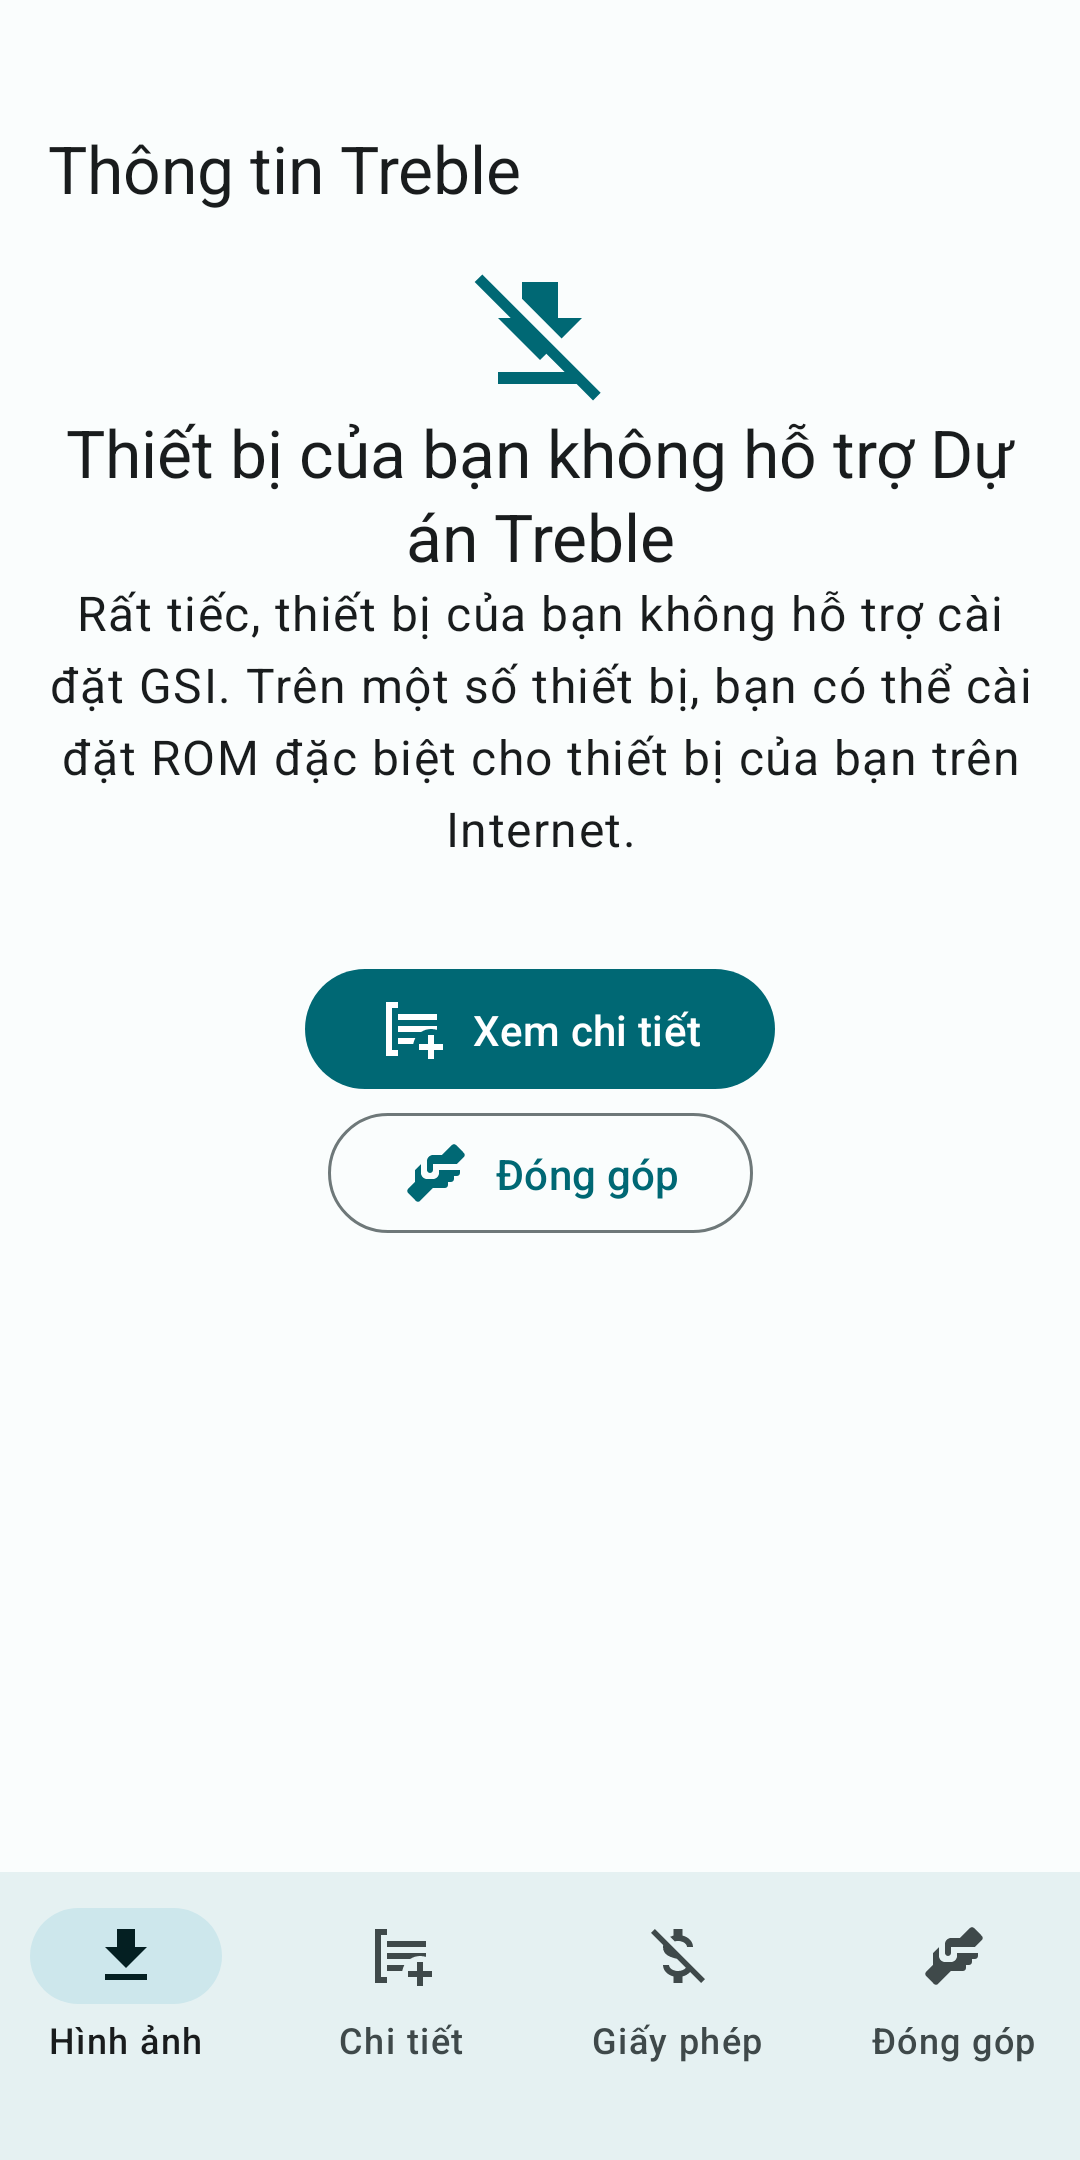 Thông tin Treble
Thiết bị của bạn không hỗ trợ Dự
án Treble
Rất tiếc, thiết bị của bạn không hỗ trợ cài
đặt GSI. Trên một số thiết bị, bạn có thể cài
đặt ROM đặc biệt cho thiết bị của bạn trên
Internet.
Xem chi tiết
Đóng góp
Hình ảnh
Chi tiết
Giấy phép
Đóng góp